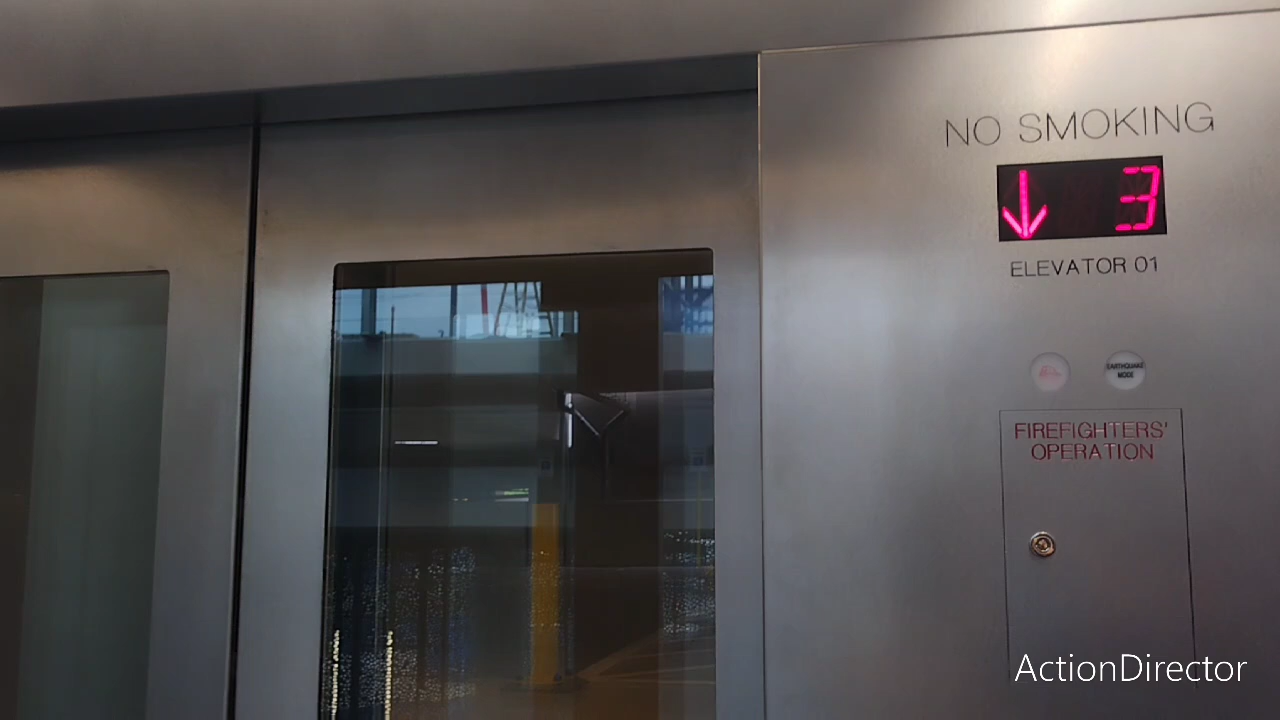 NO SMOKING
↓ 3
ELEVATOR 01
EARTHQUAKE
MODE
FIREFIGHTERS'
OPERATION
ActionDirector